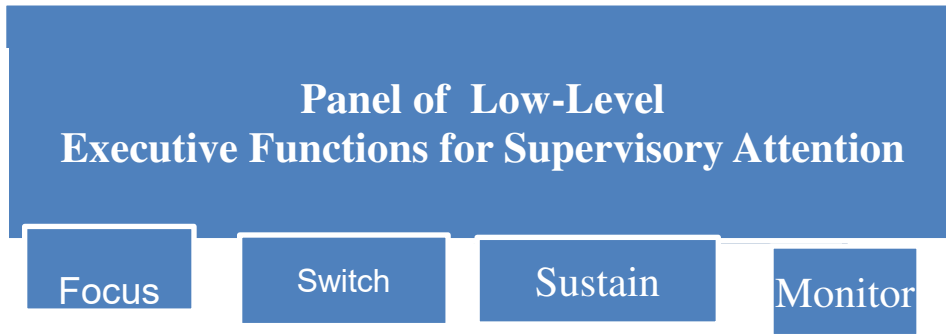 Panel of Low-Level
Executive Functions for Supervisory Attention
Focus
Switch
Sustain
Monitor